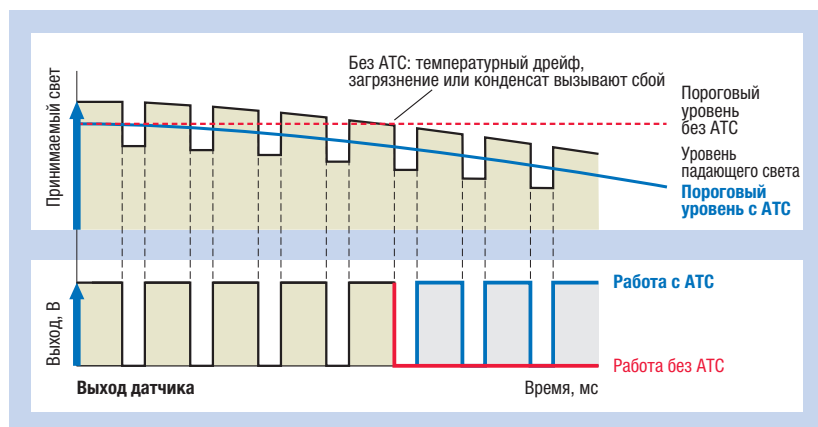 Без АТС: температурный дрейф,
загрязнение или конденсат вызывают сбой
Принимаемый свет
Пороговый
уровень
без АТС
Уровень
падающего света
Пороговый
уровень с АТС
Выход, В
Работа с АТС
Работа без АТС
Выход датчика
Время, мс